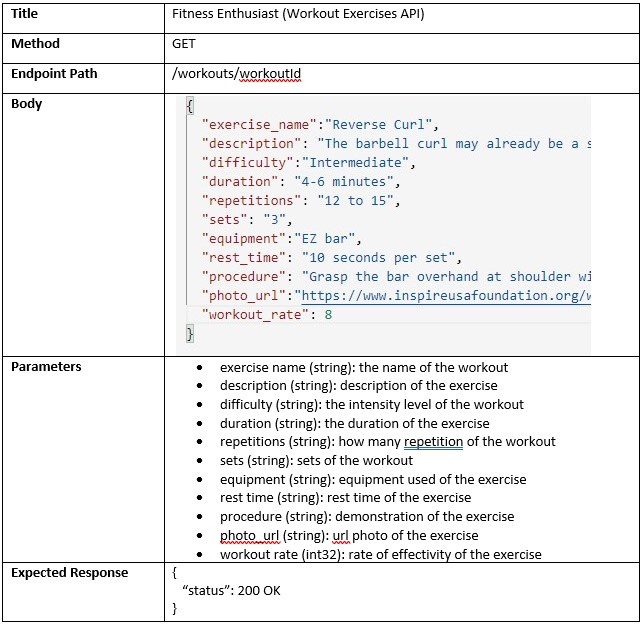 Title
Fitness Enthusiast (Workout Exercises API)
Method
GET
Endpoint Path
/workouts/workoutId
Body
{
"exercise_name":"Reverse Curl",
"description": "The barbell curl may already be a s
"difficulty":"Intermediate",
"duration": "4-6 minutes",
"repetitions": "12 to 15",
"sets": "3",
"equipment":"EZ bar",
"rest_time": "10 seconds per set",
"procedure": "Grasp the bar overhand at shoulder wi
"photo_url":"https://www.inspireusafoundation.org/w
"workout_rate": 8
}
Parameters
• exercise name (string): the name of the workout
• description (string): description of the exercise
• difficulty (string): the intensity level of the workout
• duration (string): the duration of the exercise
• repetitions (string): how many repetition of the workout
• sets (string): sets of the workout
• equipment (string): equipment used of the exercise
• rest time (string): rest time of the exercise
• procedure (string): demonstration of the exercise
• photo_url (string): url photo of the exercise
• workout rate (int32): rate of effectivity of the exercise
Expected Response
{
“status”: 200 OK
}